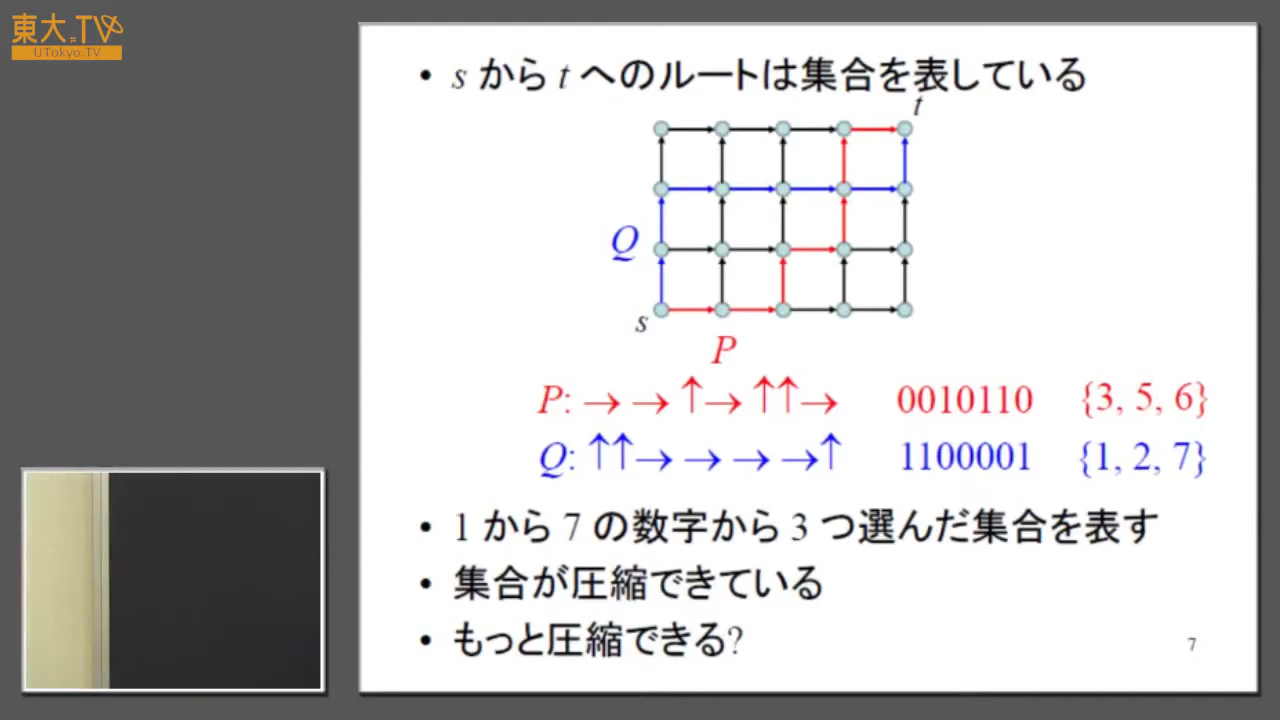 東大.TV
UTokyo.TV
• s から t へのルートは集合を表している
t
Q
s
P
P: → → ↑ → ↑↑ → 0010110 {3, 5, 6}
Q: ↑↑ → → → → ↑ 1100001 {1, 2, 7}
• 1 から 7 の数字から 3 つ選んだ集合を表す
• 集合が圧縮できている
• もっと圧縮できる?
7